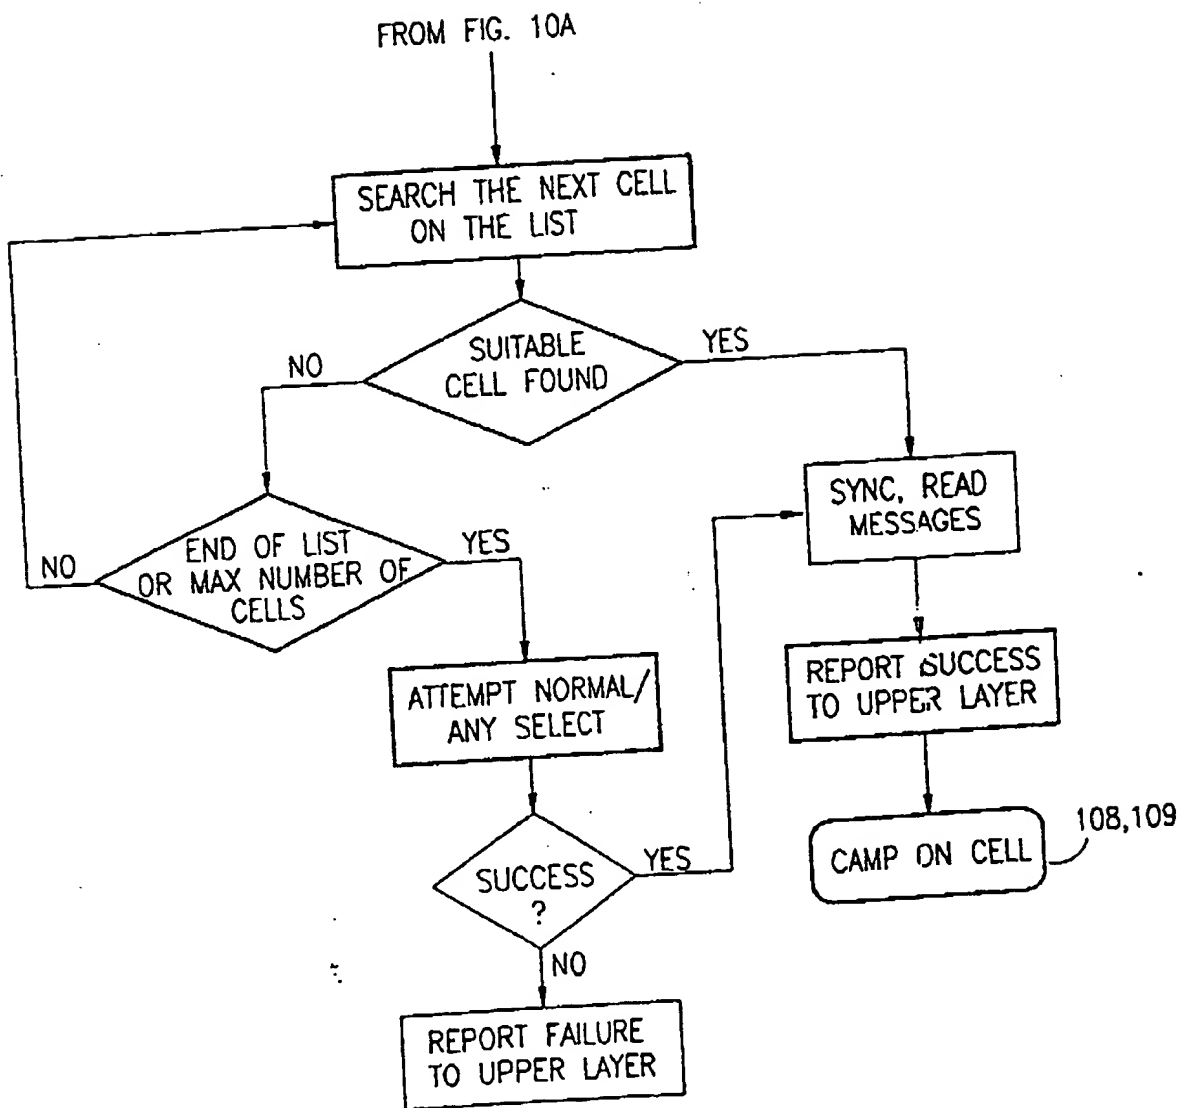 FROM FIG. 10A
SEARCH THE NEXT CELL
ON THE LIST
SUITABLE
CELL FOUND
NO
YES
SYNC, READ
MESSAGES
END OF LIST
OR MAX NUMBER OF
CELLS
NO
YES
REPORT SUCCESS
TO UPPER LAYER
ATTEMPT NORMAL/
ANY SELECT
CAMP ON CELL
108,109
SUCCESS
?
YES
NO
REPORT FAILURE
TO UPPER LAYER